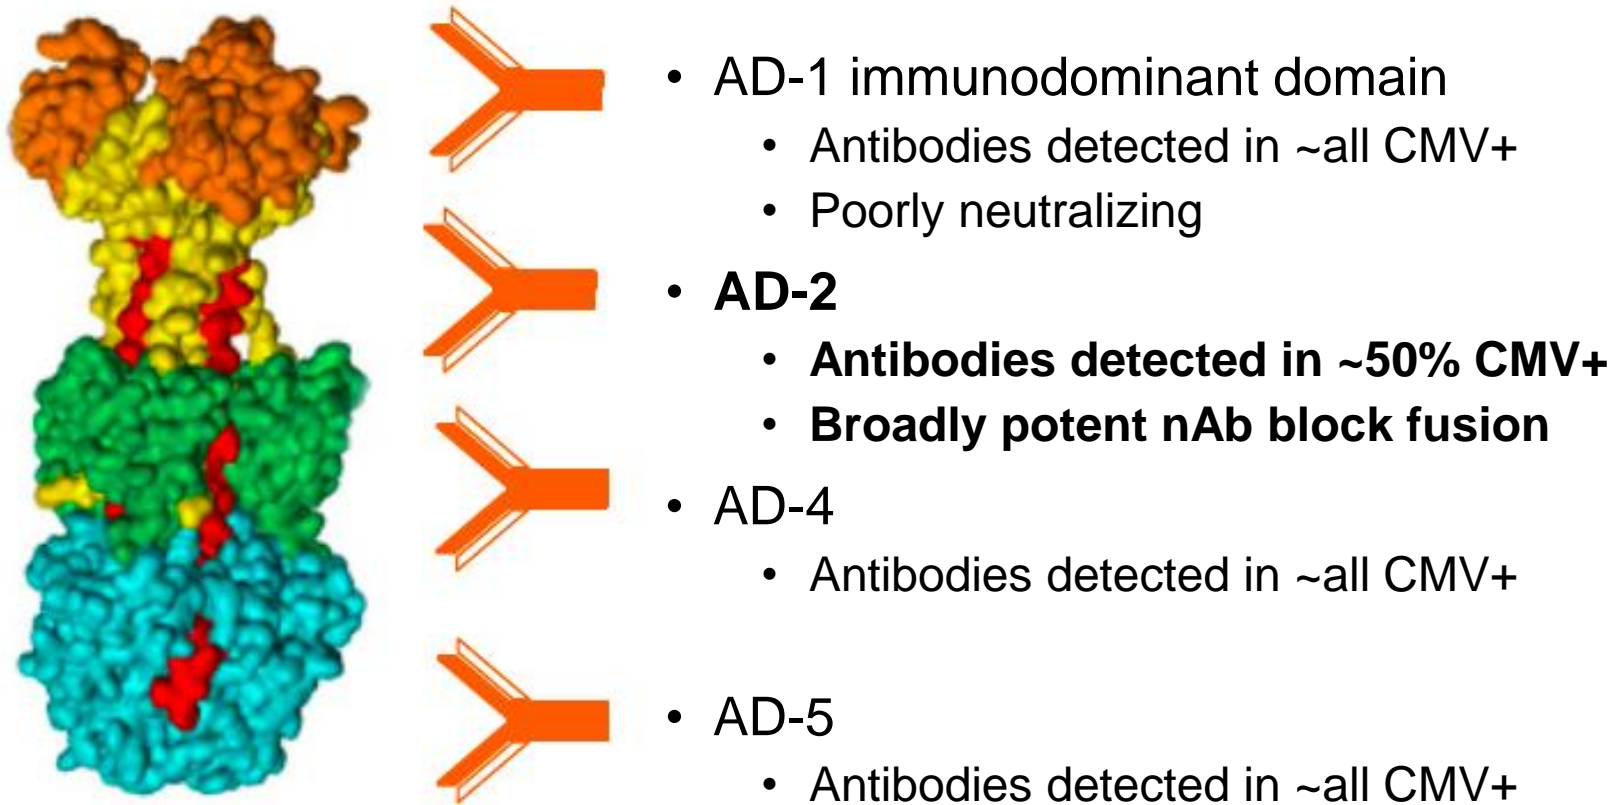 • AD-1 immunodominant domain
• Antibodies detected in ~all CMV+
• Poorly neutralizing
• AD-2
• Antibodies detected in ~50% CMV+
• Broadly potent nAb block fusion
• AD-4
• Antibodies detected in ~all CMV+
• AD-5
• Antibodies detected in ~all CMV+